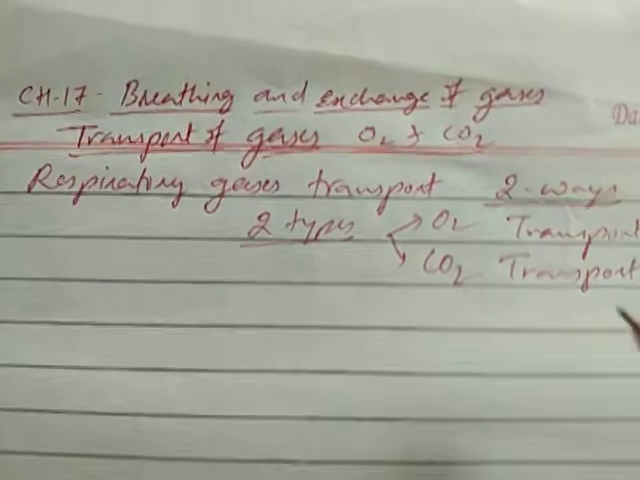 CH.17 - Breathing and exchange of gases
Da
Transport of gases O2 & CO2
Respiratory gases transport 2-ways
2 types → O2 Transport
→ CO2 Transport